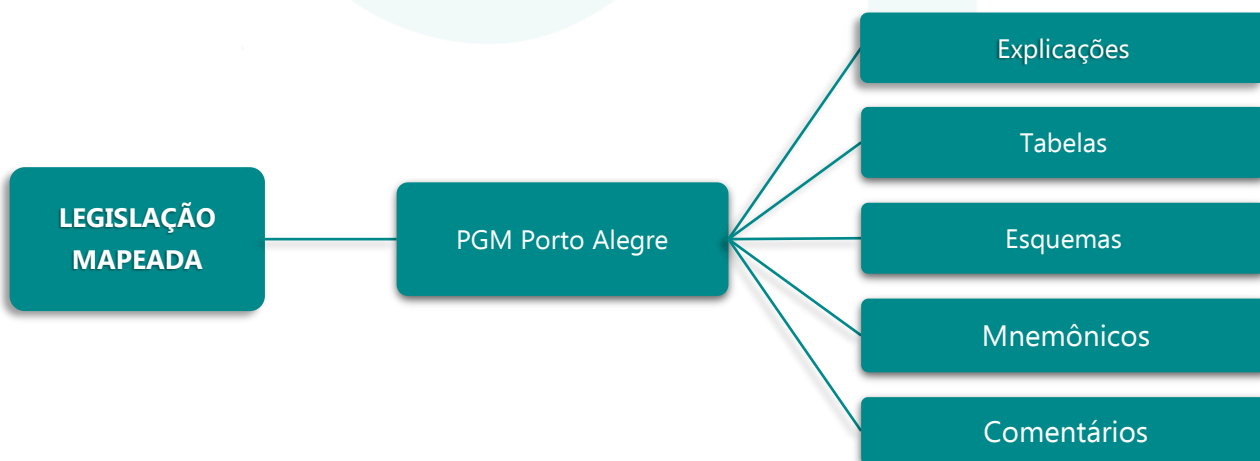 LEGISLAÇÃO
MAPEADA
PGM Porto Alegre
Explicações
Tabelas
Esquemas
Mnemônicos
Comentários